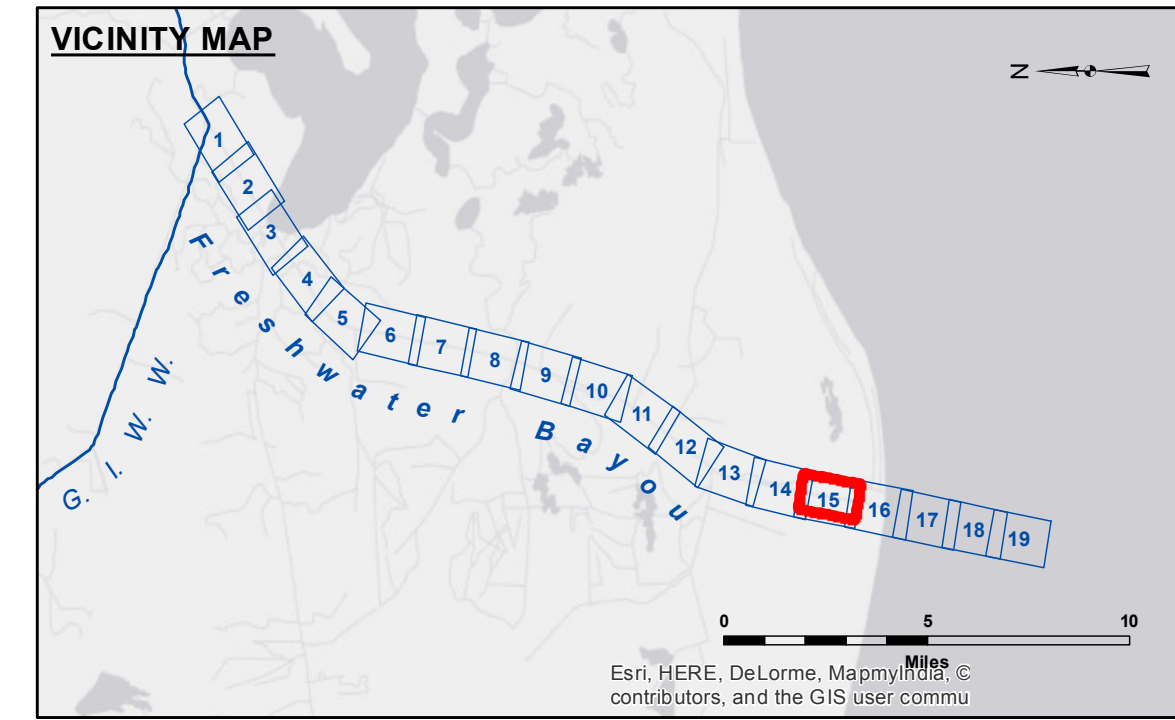 VICINITY MAP
N
1
2
3
4
5
6
7
8
9
10
11
12
13
14
15
16
17
18
19
Freshwater Bayou
G. I. W. W.
0 5 10
Miles
Esri, HERE, DeLorme, MapmyIndia, ©
contributors, and the GIS user commu